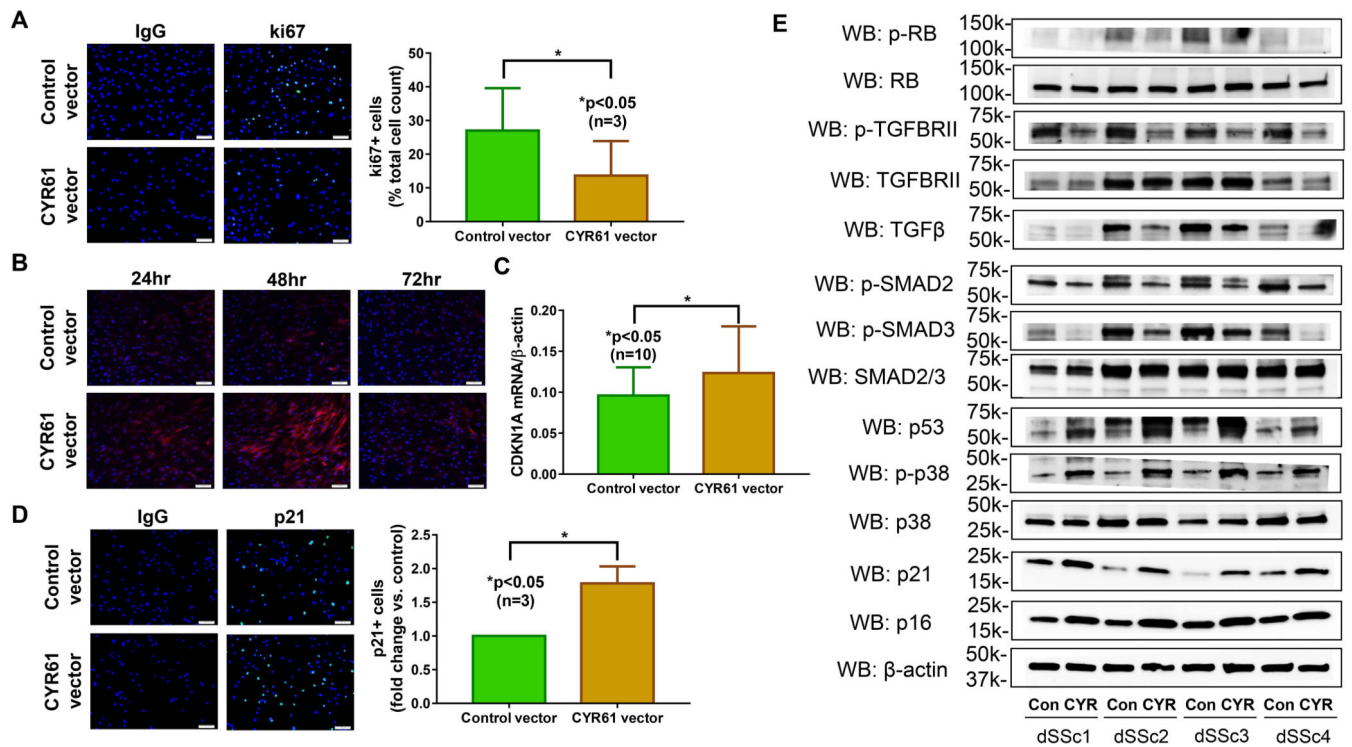 A
IgG
ki67
Control
vector
CYR61
vector
ki67+ cells
(% total cell count)
50
40
30
20
10
0
*
*p<0.05
(n=3)
Control vector
CYR61 vector
B
24hr
48hr
72hr
Control
vector
CYR61
vector
C
CDKN1A mRNA/β-actin
0.20
0.15
0.10
0.05
0.00
*
*p<0.05
(n=10)
Control vector
CYR61 vector
D
IgG
p21
Control
vector
CYR61
vector
p21+ cells
(fold change vs. control)
2.5
2.0
1.5
1.0
0.5
0.0
*
*p<0.05
(n=3)
Control vector
CYR61 vector
E
WB: p-RB
150k-
100k-
WB: RB
150k-
100k-
WB: p-TGFBRII
75k-
50k-
WB: TGFBRII
75k-
50k-
WB: TGFβ
75k-
50k-
WB: p-SMAD2
75k-
50k-
WB: p-SMAD3
75k-
50k-
WB: SMAD2/3
75k-
50k-
WB: p53
75k-
50k-
WB: p-p38
50k-
25k-
WB: p38
50k-
25k-
WB: p21
25k-
15k-
WB: p16
25k-
15k-
WB: β-actin
50k-
37k-
Con CYR Con CYR Con CYR Con CYR
dSSc1 dSSc2 dSSc3 dSSc4